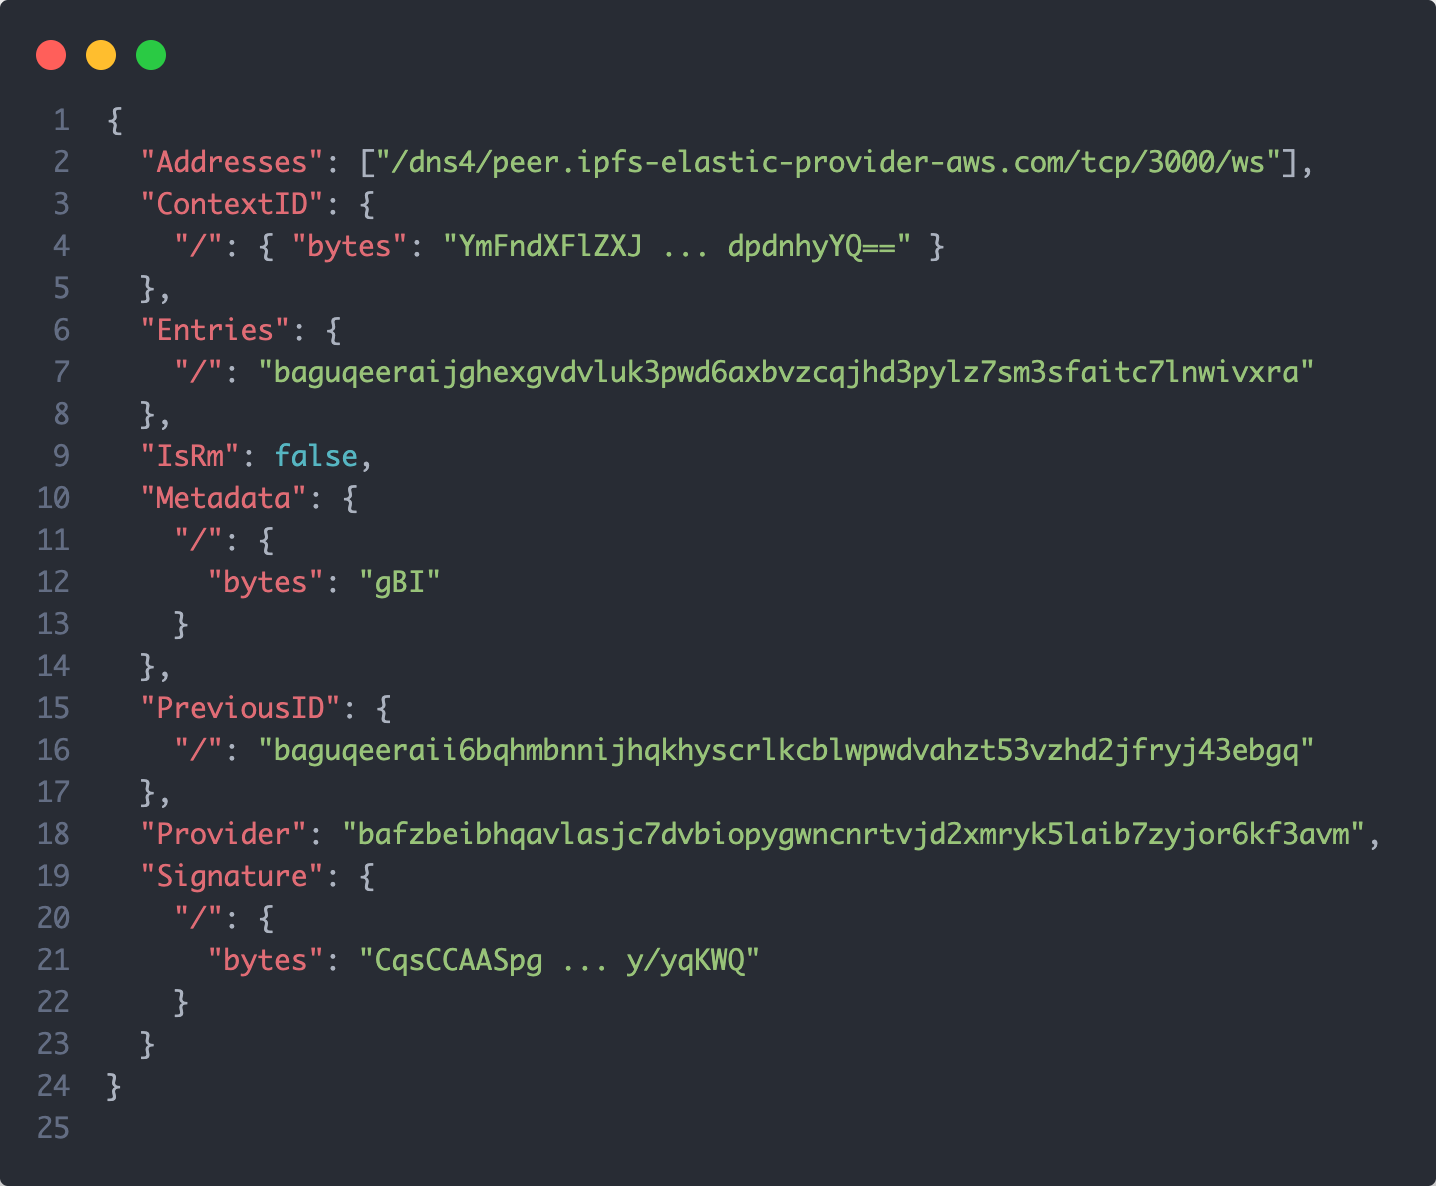 1 {
2   "Addresses": ["/dns4/peer.ipfs-elastic-provider-aws.com/tcp/3000/ws"],
3   "ContextID": {
4     "/": { "bytes": "YmFndXFlZXJ ... dpdnhyYQ==" }
5   },
6   "Entries": {
7     "/": "baguqeeraijghexgvdvluk3pwd6axbvzcqjhd3pylz7sm3sfaitc7lnwivxra"
8   },
9   "IsRm": false,
10   "Metadata": {
11     "/": {
12       "bytes": "gBI"
13     }
14   },
15   "PreviousID": {
16     "/": "baguqeeraii6bqhmbnnijhqkhyscrlkcblwpwdvahzt53vzhd2jfryj43ebgq"
17   },
18   "Provider": "bafzbeibhqavlasjc7dvbiopygwncnrtvjd2xmryk5laib7zyjor6kf3avm",
19   "Signature": {
20     "/": {
21       "bytes": "CqsCCAASpg ... y/yqKWQ"
22     }
23   }
24 }
25